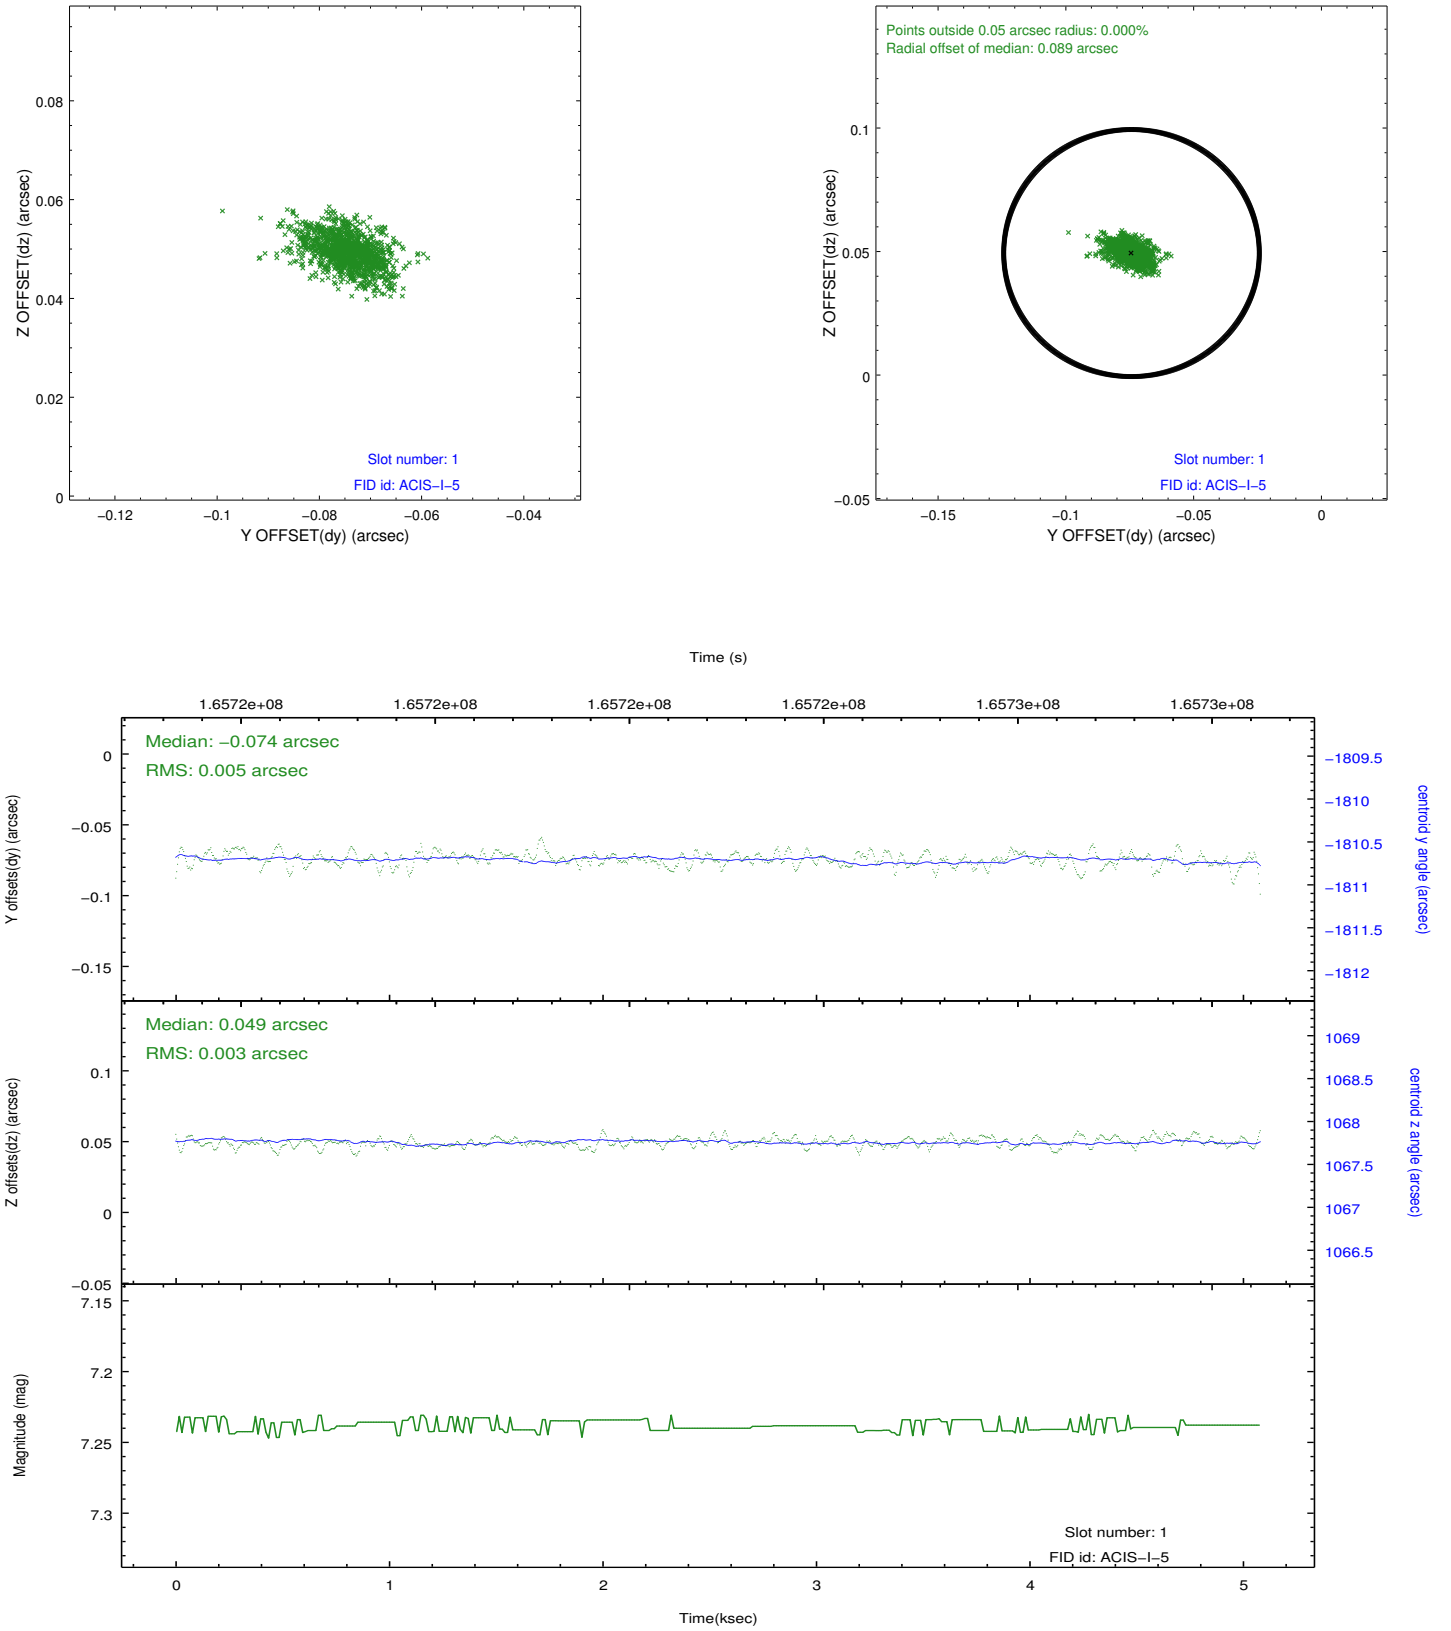 0.08
0.06
0.04
0.02
0
Z OFFSET(dz) (arcsec)
Slot number: 1
FID id: ACIS−I−5
−0.12 −0.1 −0.08 −0.06 −0.04
Y OFFSET(dy) (arcsec)
Points outside 0.05 arcsec radius: 0.000%
Radial offset of median: 0.089 arcsec
0.1
0.05
0
−0.05
Z OFFSET(dz) (arcsec)
Slot number: 1
FID id: ACIS−I−5
−0.15 −0.1 −0.05 0
Y OFFSET(dy) (arcsec)
Time (s)
1.6572e+08 1.6572e+08 1.6572e+08 1.6572e+08 1.6573e+08 1.6573e+08
Median: −0.074 arcsec
RMS: 0.005 arcsec
0
−0.05
−0.1
−0.15
Y offsets(dy) (arcsec)
−1809.5
−1810
−1810.5
−1811
−1811.5
−1812
centroid y angle (arcsec)
Median: 0.049 arcsec
RMS: 0.003 arcsec
0.1
0.05
0
−0.05
Z offsets(dz) (arcsec)
1069
1068.5
1068
1067.5
1067
1066.5
centroid z angle (arcsec)
7.15
7.2
7.25
7.3
Magnitude (mag)
Slot number: 1
FID id: ACIS−I−5
0 1 2 3 4 5
Time(ksec)